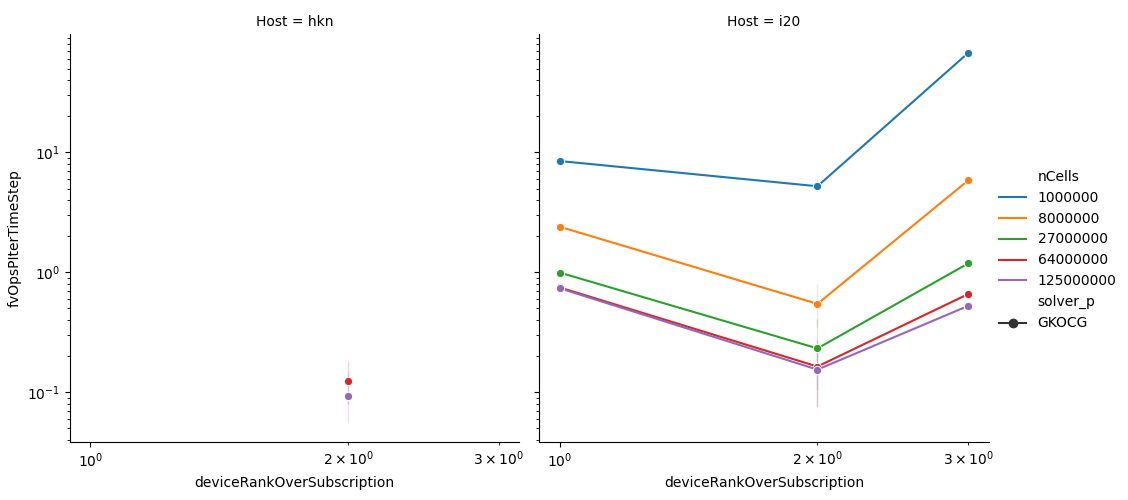 Host = hkn
Host = i20
fvOpsPIterTimeStep
10¹
10⁰
10⁻¹
10⁰
2 × 10⁰
3 × 10⁰
deviceRankOverSubscription
10⁰
2 × 10⁰
3 × 10⁰
deviceRankOverSubscription
nCells
1000000
8000000
27000000
64000000
125000000
solver_p
GKOCG